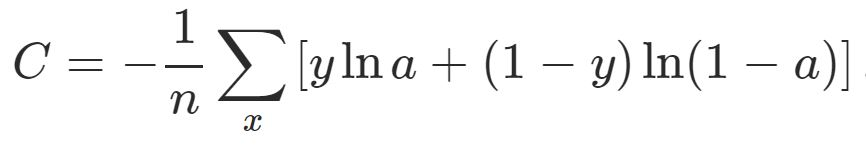 C = -\frac{1}{n} \sum_{x} [y \ln a + (1 - y) \ln(1 - a)]